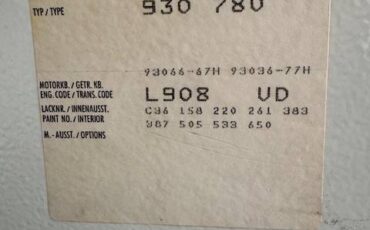 TYP / TYPE 930 780
93066-67H 93036-77H
MOTORKB. / GETR. KB.
ENG. CODE / TRANS. CODE L908 UD
LACKNR. / INNENAUSST. C36 158 220 261 383
PAINT NO. / INTERIOR 387 505 533 650
M.- AUSST. / OPTIONS